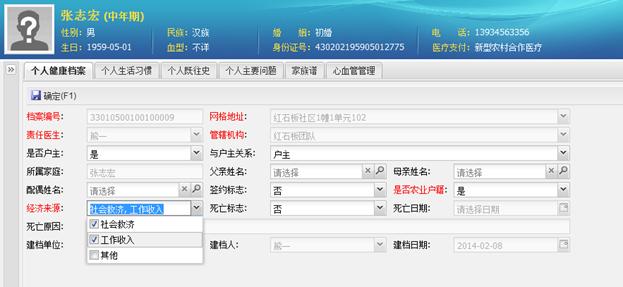 张志宏 (中年期)
性别: 男 民族: 汉族 婚 姻: 初婚 电 话: 13934563356
生日: 1959-05-01 血型: 不详 身份证号: 430202195905012775 医疗支付: 新型农村合作医疗
个人健康档案 个人生活习惯 个人既往史 个人主要问题 家族谱 心血管管理
确定(F1)
档案编号: 33010500100100009 网格地址: 红石板社区1幢1单元102
责任医生: 熊一 管辖机构: 红石板团队
是否户主: 是 与户主关系: 户主
所属家庭: 张志宏 父亲姓名: 请选择 母亲姓名: 请选择
配偶姓名: 请选择 签约标志: 否 是否农业户籍: 是
经济来源: 社会救济, 工作收入 死亡标志: 否 死亡日期: 请选择日期
死亡原因: 社会救济
工作收入
建档单位: 其他 建档人: 熊一 建档日期: 2014-02-08